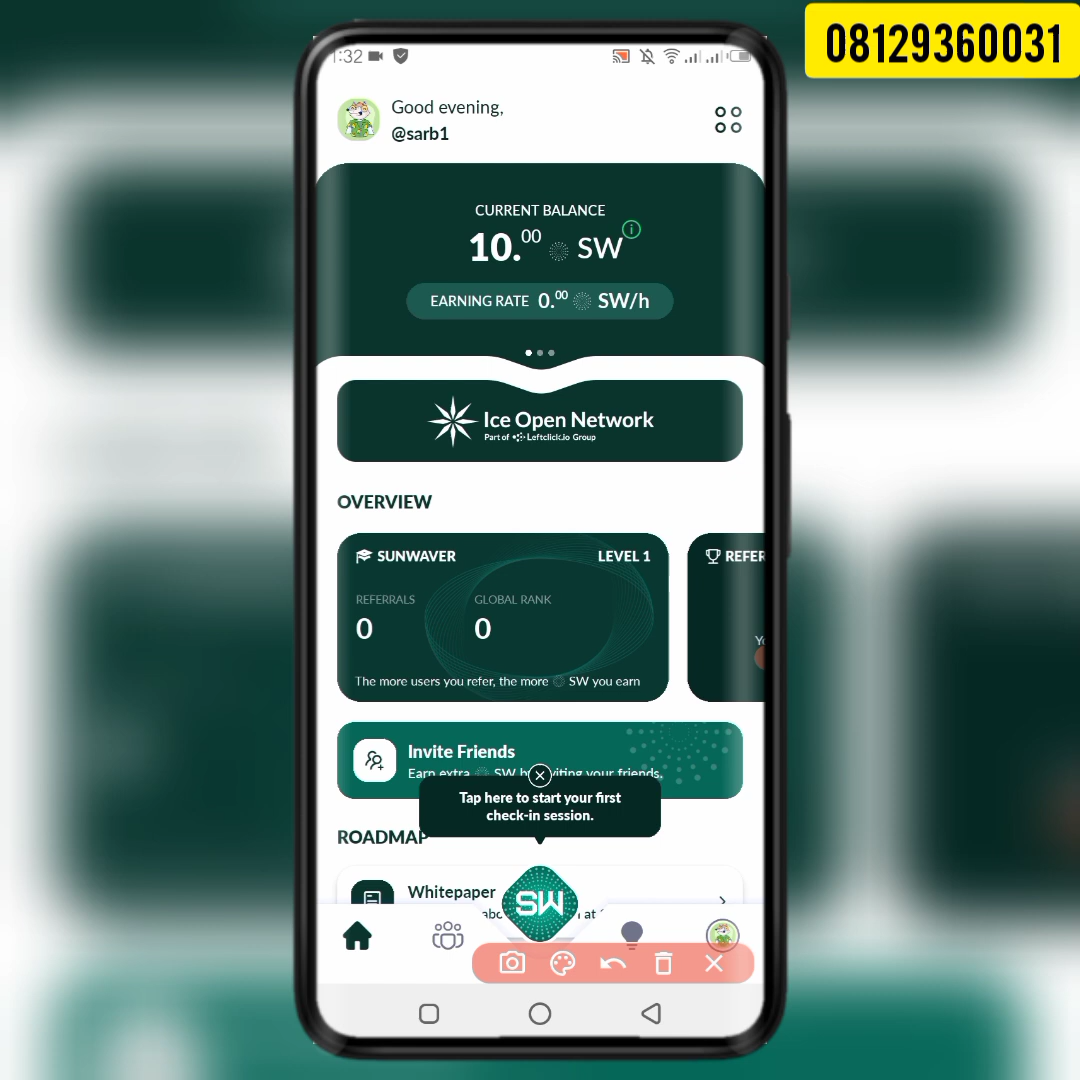 08129360031
1:32
Good evening,
@sarb1
CURRENT BALANCE
10.00 SW
EARNING RATE 0.00 SW/h
Ice Open Network
Part of Leftclick.io Group
OVERVIEW
SUNWAVER LEVEL 1
REFERRALS GLOBAL RANK
0 0
The more users you refer, the more SW you earn
Invite Friends
Earn extra SW by inviting your friends.
Tap here to start your first
check-in session.
ROADMAP
Whitepaper
SW